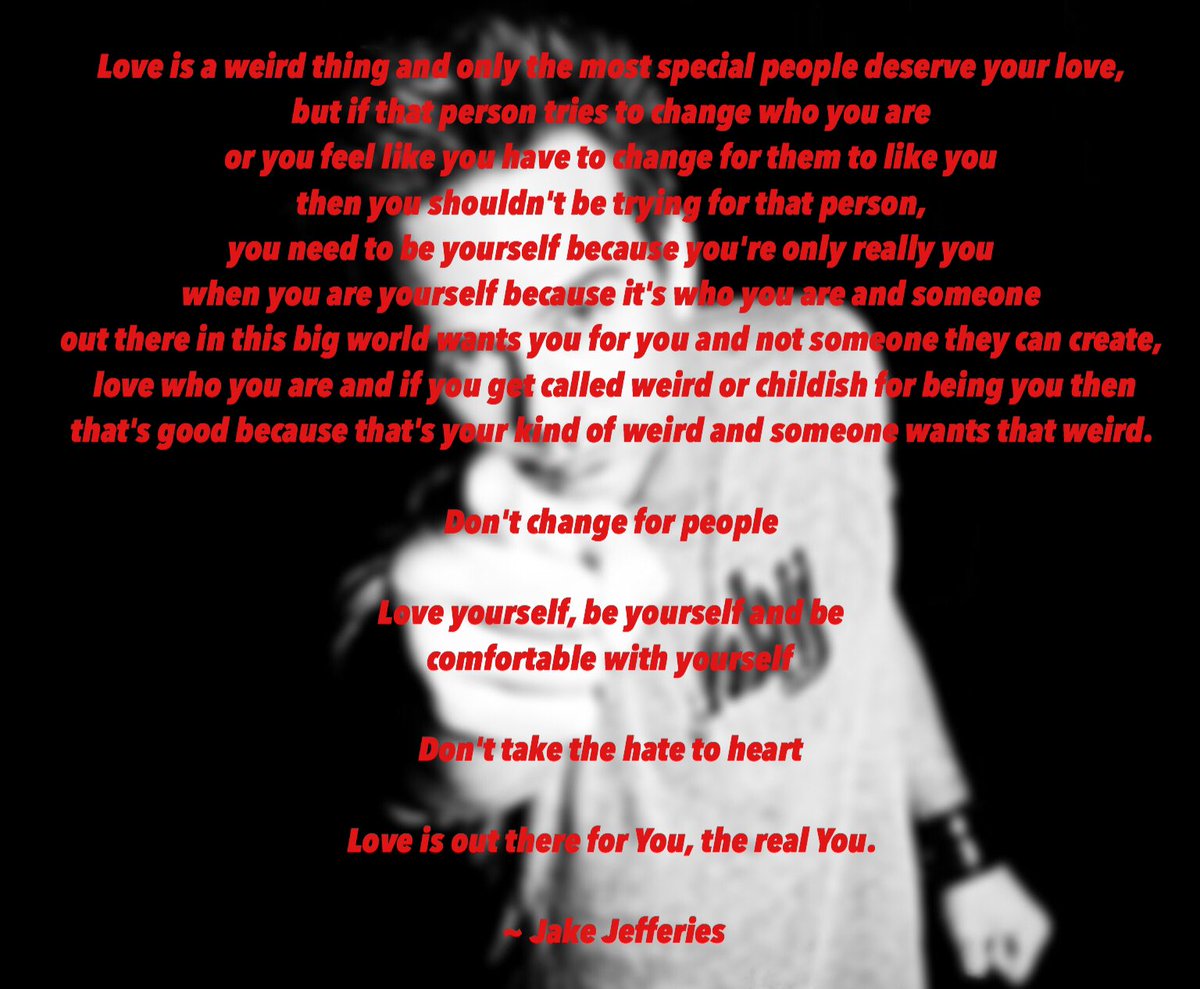 Love is a weird thing and only the most special people deserve your love,
but if that person tries to change who you are
or you feel like you have to change for them to like you
then you shouldn't be trying for that person,
you need to be yourself because you're only really you
when you are yourself because it's who you are and someone
out there in this big world wants you for you and not someone they can create,
love who you are and if you get called weird or childish for being you then
that's good because that's your kind of weird and someone wants that weird.
Don't change for people
Love yourself, be yourself and be
comfortable with yourself
Don't take the hate to heart
Love is out there for You, the real You.
~ Jake Jefferies